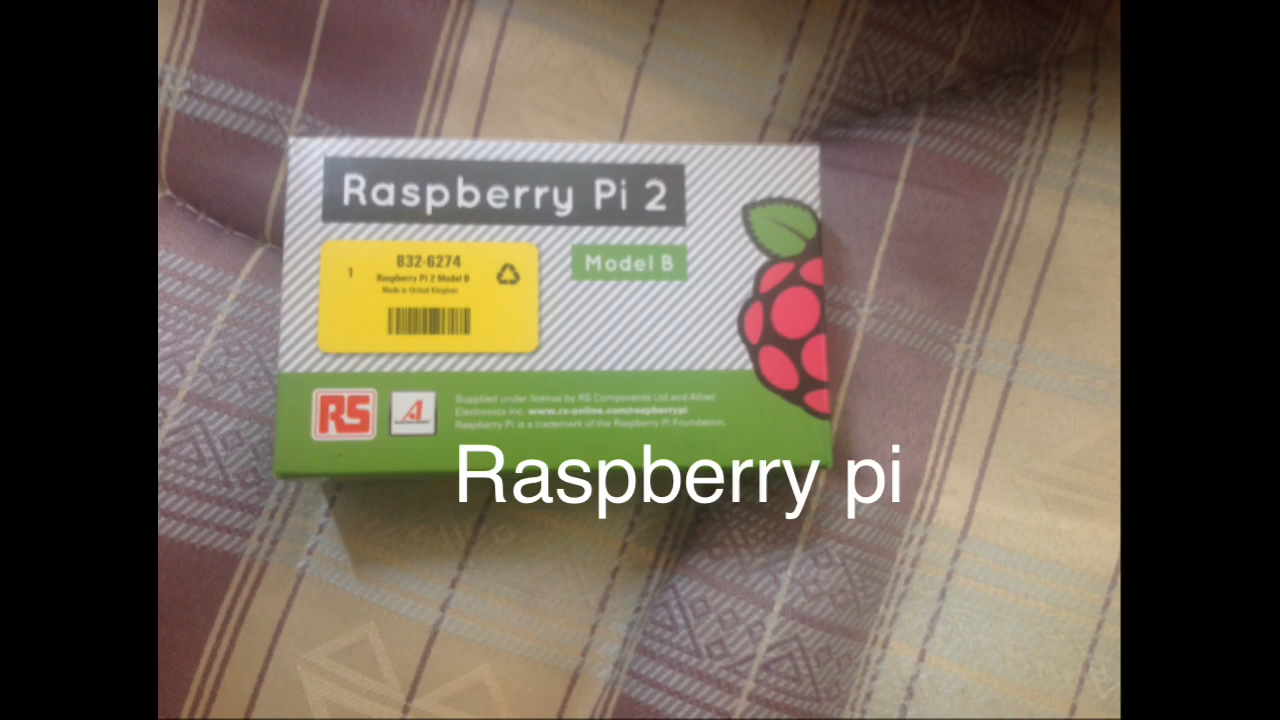 Raspberry Pi 2
832-6274
1
Raspberry Pi 2 Model B
Made in United Kingdom
Model B
RS
A
Supplied under licence by RS Components Ltd and Allied
Electronics Inc. www.rs-online.com/raspberrypi
Raspberry Pi is a trademark of the Raspberry Pi Foundation.
Raspberry pi